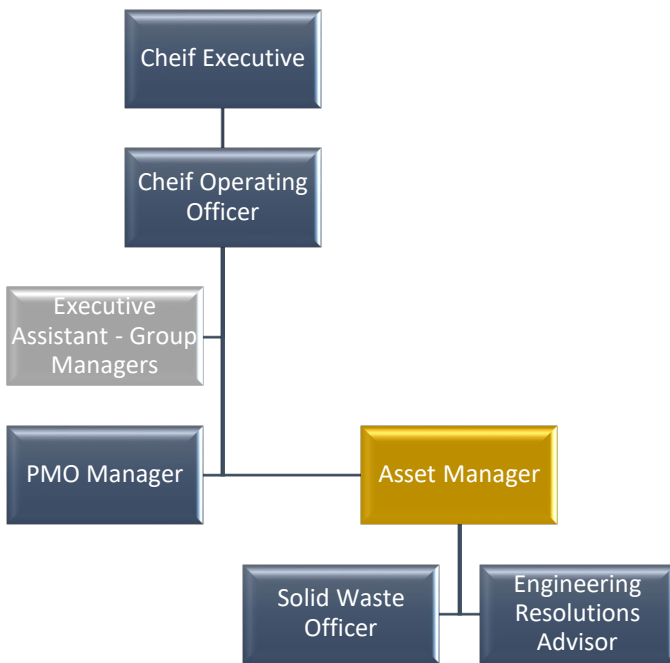 Cheif Executive
Cheif Operating
Officer
Executive
Assistant - Group
Managers
PMO Manager
Asset Manager
Solid Waste
Officer
Engineering
Resolutions
Advisor